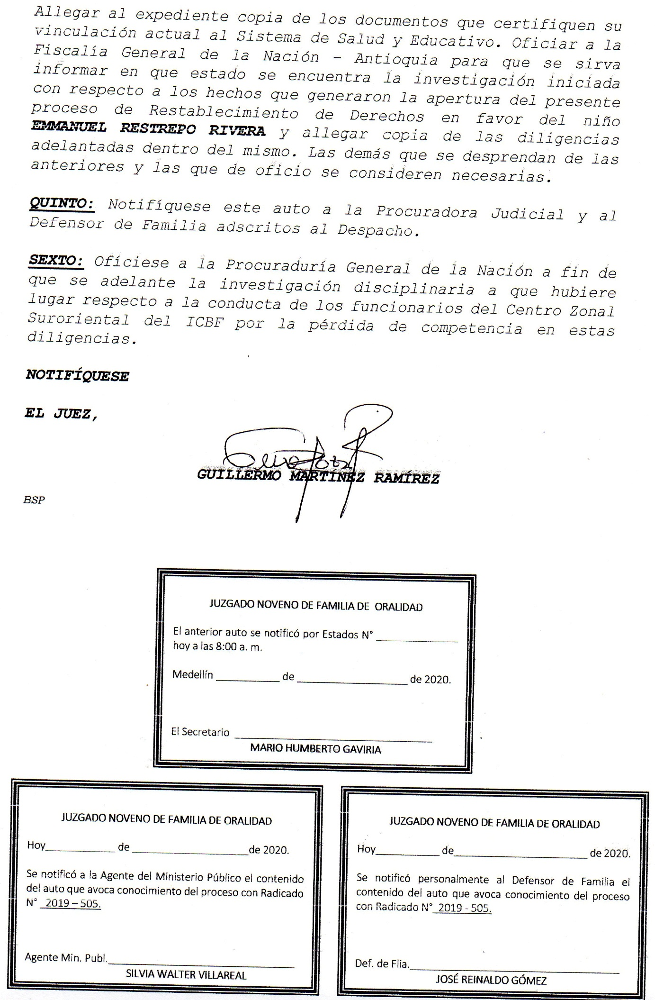 Allegar al expediente copia de los documentos que certifiquen su
vinculación actual al Sistema de Salud y Educativo. Oficiar a la
Fiscalía General de la Nación – Antioquia para que se sirva
informar en que estado se encuentra la investigación iniciada
con respecto a los hechos que generaron la apertura del presente
proceso de Restablecimiento de Derechos en favor del niño
EMMANUEL RESTREPO RIVERA y allegar copia de las diligencias
adelantadas dentro del mismo. Las demás que se desprendan de las
anteriores y las que de oficio se consideren necesarias.
QUINTO: Notifíquese este auto a la Procuradora Judicial y al
Defensor de Familia adscritos al Despacho.
SEXTO: Ofíciese a la Procuraduría General de la Nación a fin de
que se adelante la investigación disciplinaria a que hubiere
lugar respecto a la conducta de los funcionarios del Centro Zonal
Suroriental del ICBF por la pérdida de competencia en estas
diligencias.
NOTIFÍQUESE
EL JUEZ,
GUILLERMO MARTÍNEZ RAMÍREZ
BSP
JUZGADO NOVENO DE FAMILIA DE ORALIDAD
El anterior auto se notificó por Estados N° ______________
hoy a las 8:00 a. m.
Medellín ___________ de ___________________ de 2020.
El Secretario __________________________________
MARIO HUMBERTO GAVIRIA
JUZGADO NOVENO DE FAMILIA DE ORALIDAD
Hoy____________ de ____________________de 2020.
Se notificó a la Agente del Ministerio Público el contenido
del auto que avoca conocimiento del proceso con Radicado
N° 2019 – 505.
Agente Min. Publ.________________________________
SILVIA WALTER VILLAREAL
JUZGADO NOVENO DE FAMILIA DE ORALIDAD
Hoy___________ de_______________________ de 2020.
Se notificó personalmente al Defensor de Familia el
contenido del auto que avoca conocimiento del proceso
con Radicado N° 2019 - 505.
Def. de Flia.____________________________________
JOSÉ REINALDO GÓMEZ